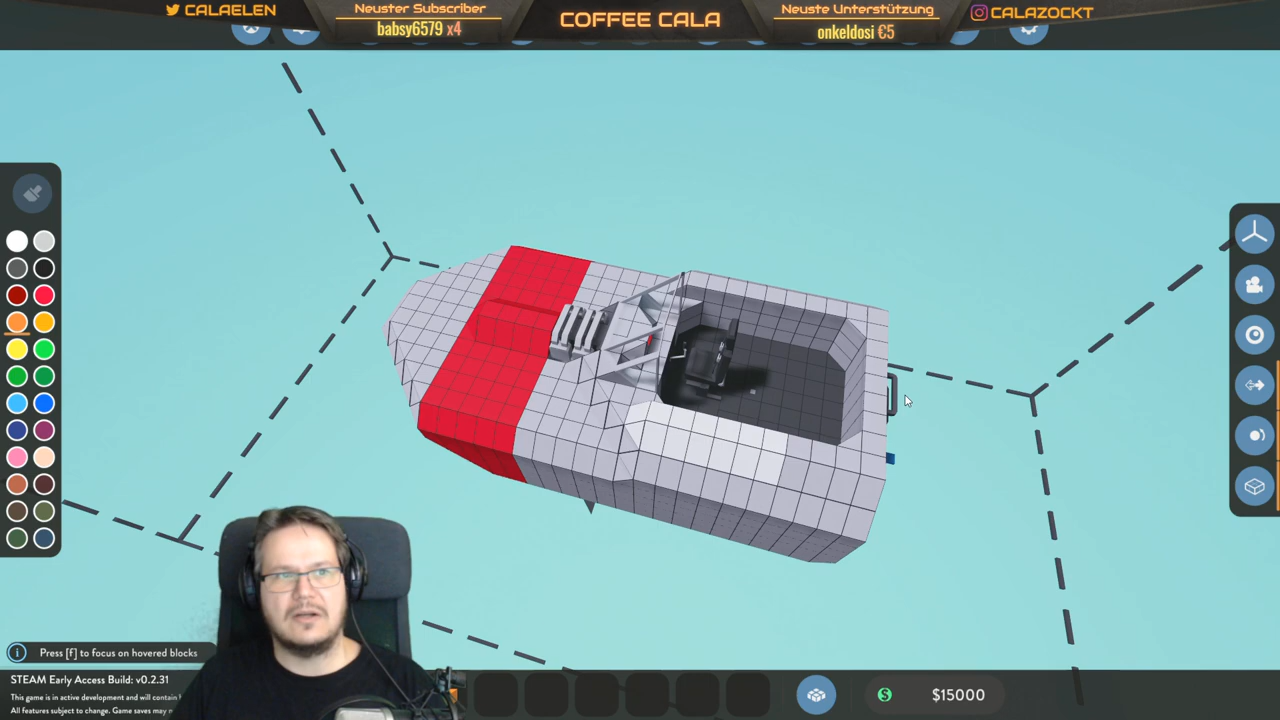 CALAELEN
Neuster Subscriber
babsy6579 x4
COFFEE CALA
Neuste Unterstützung
onkeldosi €5
CALAZOCKT
Press [f] to focus on hovered blocks
STEAM Early Access Build: v0.2.31
This game is in active development and will contain
All features subject to change. Game saves may
$
$15000